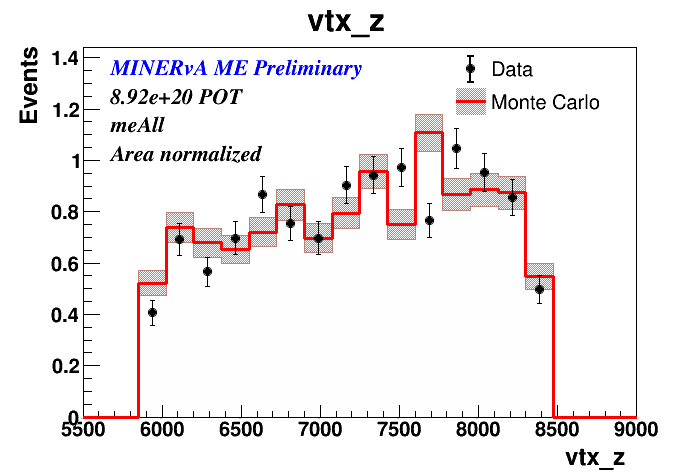 vtx_z
Events
MINERvA ME Preliminary
8.92e+20 POT
meAll
Area normalized
Data
Monte Carlo
1.4
1.2
1
0.8
0.6
0.4
0.2
0
5500 6000 6500 7000 7500 8000 8500 9000
vtx_z